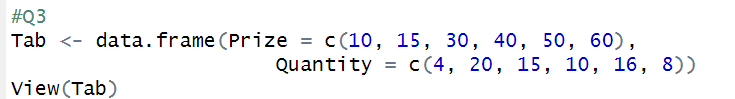 #Q3
Tab <- data.frame(Prize = c(10, 15, 30, 40, 50, 60),
Quantity = c(4, 20, 15, 10, 16, 8))
View(Tab)